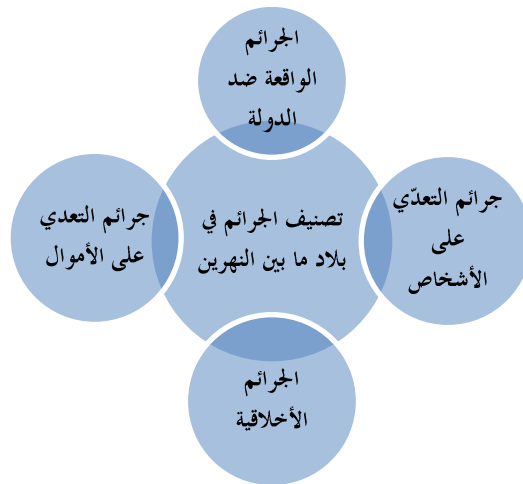 الجرائم
الواقعة ضد
الدولة
جرائم التعدّي
على
الأشخاص
تصنيف الجرائم في
بلاد ما بين النهرين
جرائم التعدي
على الأموال
الجرائم
الأخلاقية